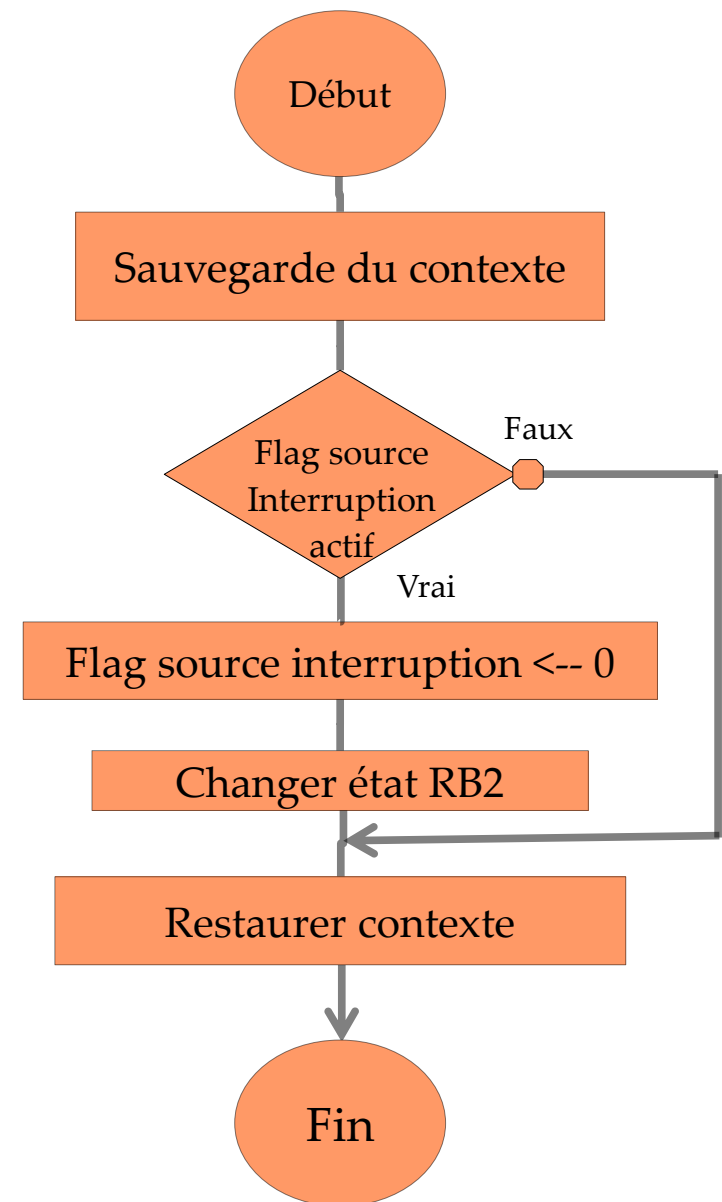 Début
Sauvegarde du contexte
Faux
Flag source
Interruption
actif
Vrai
Flag source interruption <-- 0
Changer état RB2
Restaurer contexte
Fin